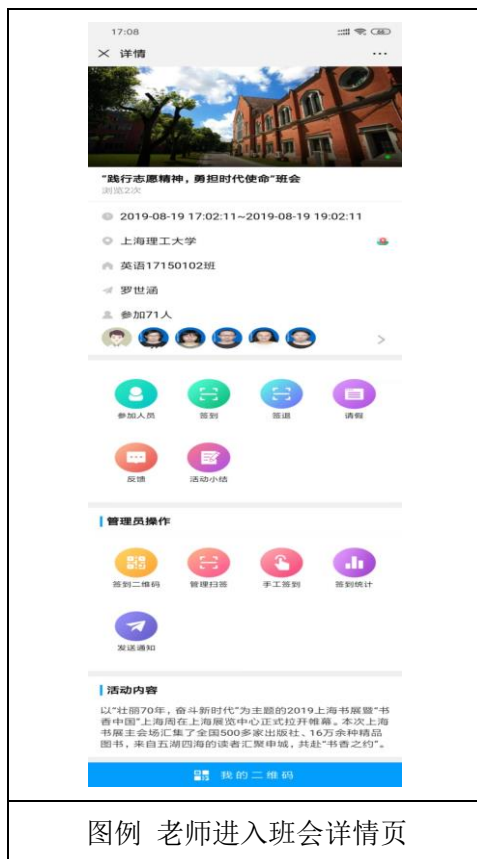 17:08
详情
“践行志愿精神，勇担时代使命”班会
浏览2次
2019-08-19 17:02:11~2019-08-19 19:02:11
上海理工大学
英语17150102班
罗世涵
参加71人
参加人员 签到 签退 请假
反馈 活动小结
管理员操作
签到二维码 管理扫签 手工签到 签到统计
发送通知
活动内容
以“壮丽70年，奋斗新时代”为主题的2019上海书展暨“书
香中国”上海周在上海展览中心正式拉开帷幕。本次上海
书展主会场汇集了全国500多家出版社、16万余种精品
图书，来自五湖四海的读者汇聚申城，共赴“书香之约”。
我的二维码
图例 老师进入班会详情页